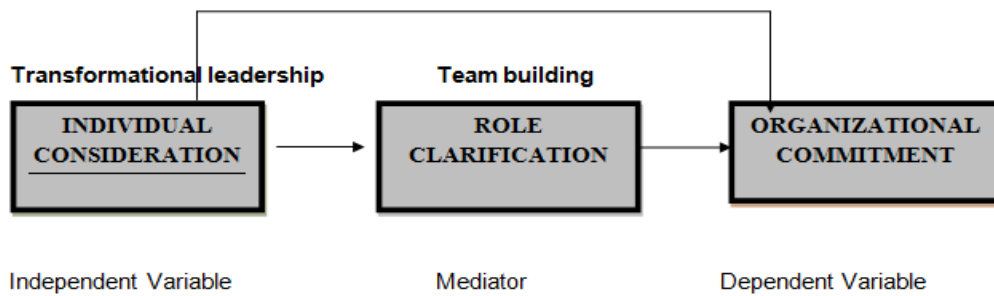 Transformational leadership
Team building
INDIVIDUAL
CONSIDERATION
ROLE
CLARIFICATION
ORGANIZATIONAL
COMMITMENT
Independent Variable
Mediator
Dependent Variable